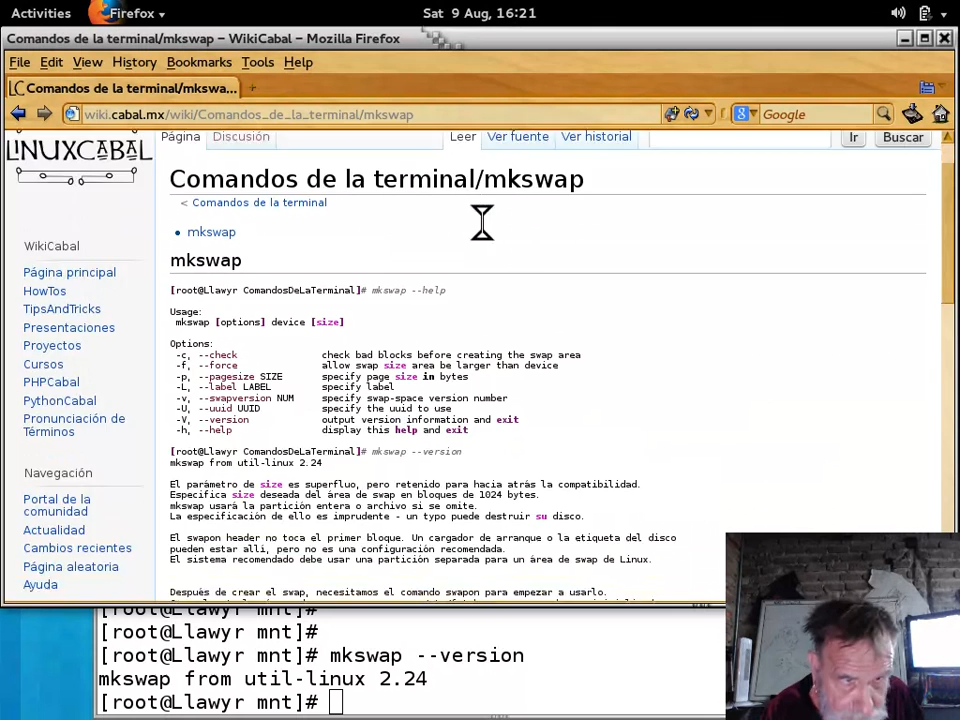 Activities Firefox Sat 9 Aug, 16:21
Comandos de la terminal/mkswap – WikiCabal – Mozilla Firefox
File Edit View History Bookmarks Tools Help
LC Comandos de la terminal/mkswa... +
wiki.cabal.mx/wiki/Comandos_de_la_terminal/mkswap 8 Google
LINUXCABAL
Página Discusión Leer Ver fuente Ver historial Ir Buscar
Comandos de la terminal/mkswap
< Comandos de la terminal
mkswap
mkswap
[root@Llawyr ComandosDeLaTerminal]# mkswap --help
Usage:
mkswap [options] device [size]
Options:
-c, --check check bad blocks before creating the swap area
-f, --force allow swap size area be larger than device
-p, --pagesize SIZE specify page size in bytes
-L, --label LABEL specify label
-v, --swapversion NUM specify swap-space version number
-U, --uuid UUID specify the uuid to use
-V, --version output version information and exit
-h, --help display this help and exit
[root@Llawyr ComandosDeLaTerminal]# mkswap --version
mkswap from util-linux 2.24
El parámetro de size es superfluo, pero retenido para hacia atrás la compatibilidad.
Especifica size deseada del área de swap en bloques de 1024 bytes.
mkswap usará la partición entera o archivo si se omite.
La especificación de ello es imprudente - un typo puede destruir su disco.
El swapon header no toca el primer bloque. Un cargador de arranque o la etiqueta del disco
pueden estar allí, pero no es una configuración recomendada.
El sistema recomendado debe usar una partición separada para un área de swap de Linux.
Después de crear el swap, necesitamos el comando swapon para empezar a usarlo.
WikiCabal
Página principal
HowTos
TipsAndTricks
Presentaciones
Proyectos
Cursos
PHPCabal
PythonCabal
Pronunciación de
Términos
Navegación
Portal de la
comunidad
Actualidad
Cambios recientes
Página aleatoria
Ayuda
[root@Llawyr mnt]#
[root@Llawyr mnt]#
[root@Llawyr mnt]# mkswap --version
mkswap from util-linux 2.24
[root@Llawyr mnt]#